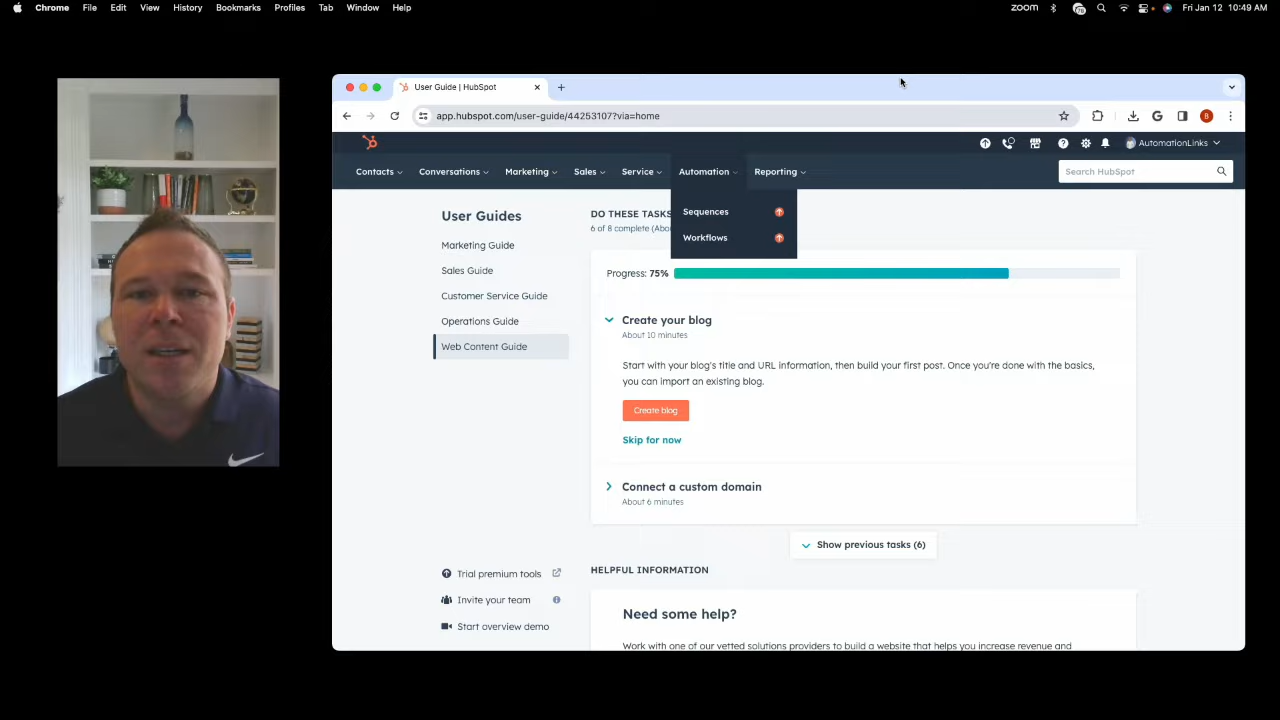 Chrome File Edit View History Bookmarks Profiles Tab Window Help
zoom Fri Jan 12 10:49 AM
User Guide | HubSpot
app.hubspot.com/user-guide/44253107?via=home
B
AutomationLinks
Contacts Conversations Marketing Sales Service Automation Reporting
Search HubSpot
Sequences
Workflows
User Guides
Marketing Guide
Sales Guide
Customer Service Guide
Operations Guide
Web Content Guide
Trial premium tools
Invite your team
Start overview demo
DO THESE TASKS
6 of 8 complete (Abou
Progress: 75%
Create your blog
About 10 minutes
Start with your blog's title and URL information, then build your first post. Once you're done with the basics,
you can import an existing blog.
Create blog
Skip for now
Connect a custom domain
About 6 minutes
Show previous tasks (6)
HELPFUL INFORMATION
Need some help?
Work with one of our vetted solutions providers to build a website that helps you increase revenue and